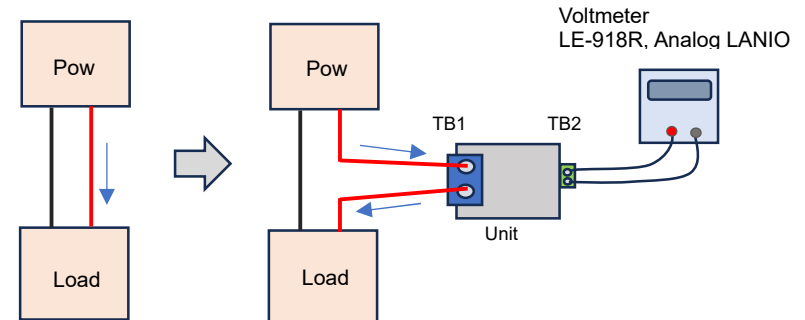 Voltmeter
LE-918R, Analog LANIO
Pow
Pow
TB1
TB2
Unit
Load
Load